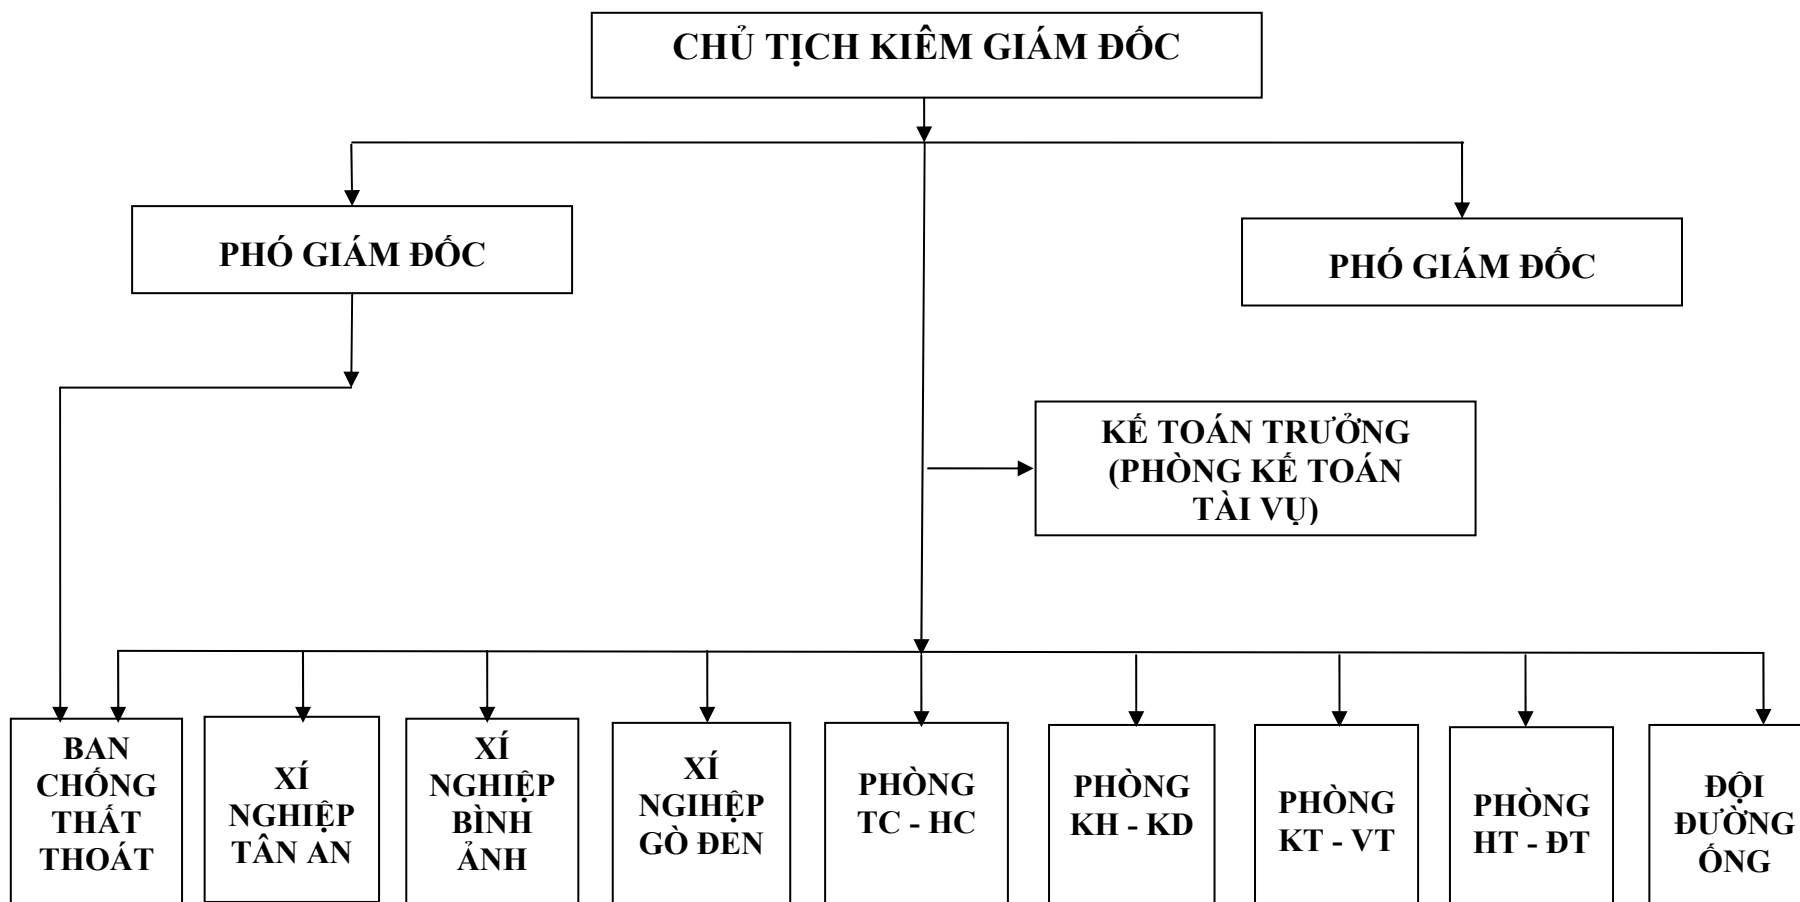 CHỦ TỊCH KIÊM GIÁM ĐỐC
PHÓ GIÁM ĐỐC
PHÓ GIÁM ĐỐC
KẾ TOÁN TRƯỞNG
(PHÒNG KẾ TOÁN
TÀI VỤ)
BAN
CHỐNG
THẤT
THOÁT
XÍ
NGHIỆP
TÂN AN
XÍ
NGHIỆP
BÌNH
ẢNH
XÍ
NGIHỆP
GÒ ĐEN
PHÒNG
TC - HC
PHÒNG
KH - KD
PHÒNG
KT - VT
PHÒNG
HT - ĐT
ĐỘI
ĐƯỜNG
ỐNG